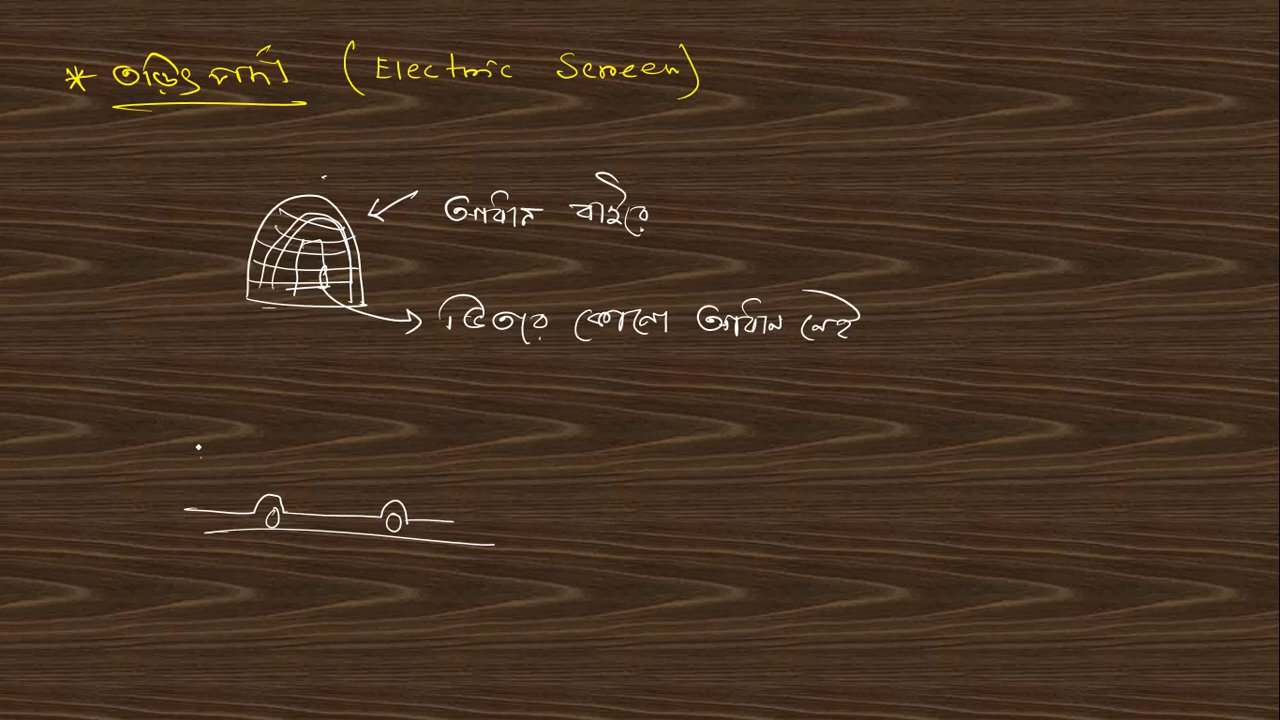 * তড়িৎ পর্দা (Electric Screen)
আধান বাইরে
ভিতরে কোনো আধান নেই